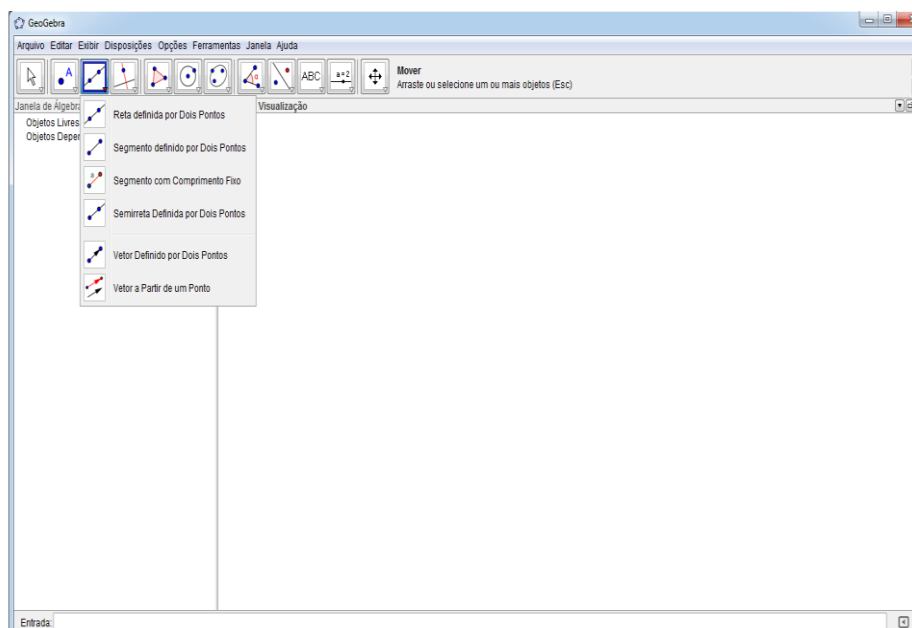 GeoGebra
Arquivo Editar Exibir Disposições Opções Ferramentas Janela Ajuda
A
α
ABC
a=2
Mover
Arraste ou selecione um ou mais objetos (Esc)
Janela de Álgebra
Visualização
Objetos Livres
Objetos Depen
Reta definida por Dois Pontos
Segmento definido por Dois Pontos
a
Segmento com Comprimento Fixo
Semirreta Definida por Dois Pontos
Vetor Definido por Dois Pontos
Vetor a Partir de um Ponto
Entrada: